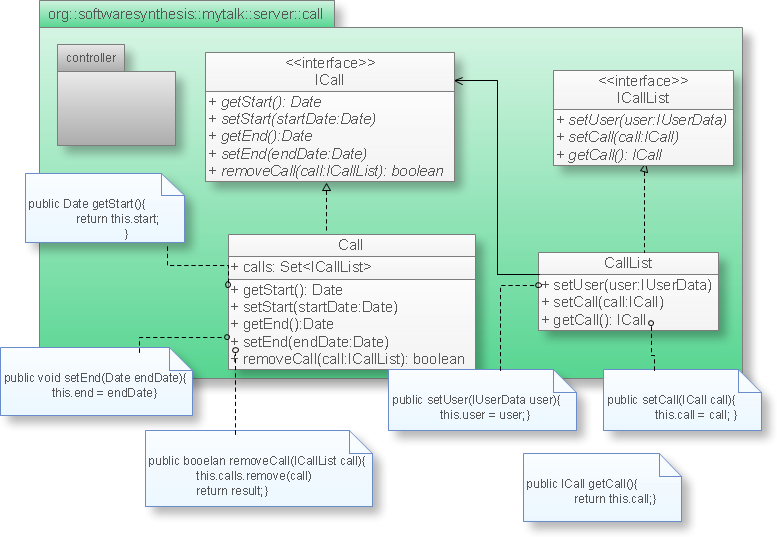 org::softwaresynthesis::mytalk::server::call
controller
<<interface>>
ICall
+ getStart(): Date
+ setStart(startDate:Date)
+ getEnd():Date
+ setEnd(endDate:Date)
+ removeCall(call:ICallList): boolean
<<interface>>
ICallList
+ setUser(user:IUserData)
+ setCall(call:ICall)
+ getCall(): ICall
public Date getStart(){
return this.start;
}
Call
+ calls: Set<ICallList>
+ getStart(): Date
+ setStart(startDate:Date)
+ getEnd():Date
+ setEnd(endDate:Date)
+ removeCall(call:ICallList): boolean
CallList
+ setUser(user:IUserData)
+ setCall(call:ICall)
+ getCall(): ICall
public void setEnd(Date endDate){
this.end = endDate}
public setUser(IUserData user){
this.user = user;}
public setCall(ICall call){
this.call = call; }
public booelan removeCall(ICallList call){
this.calls.remove(call)
return result;}
public ICall getCall(){
return this.call;}